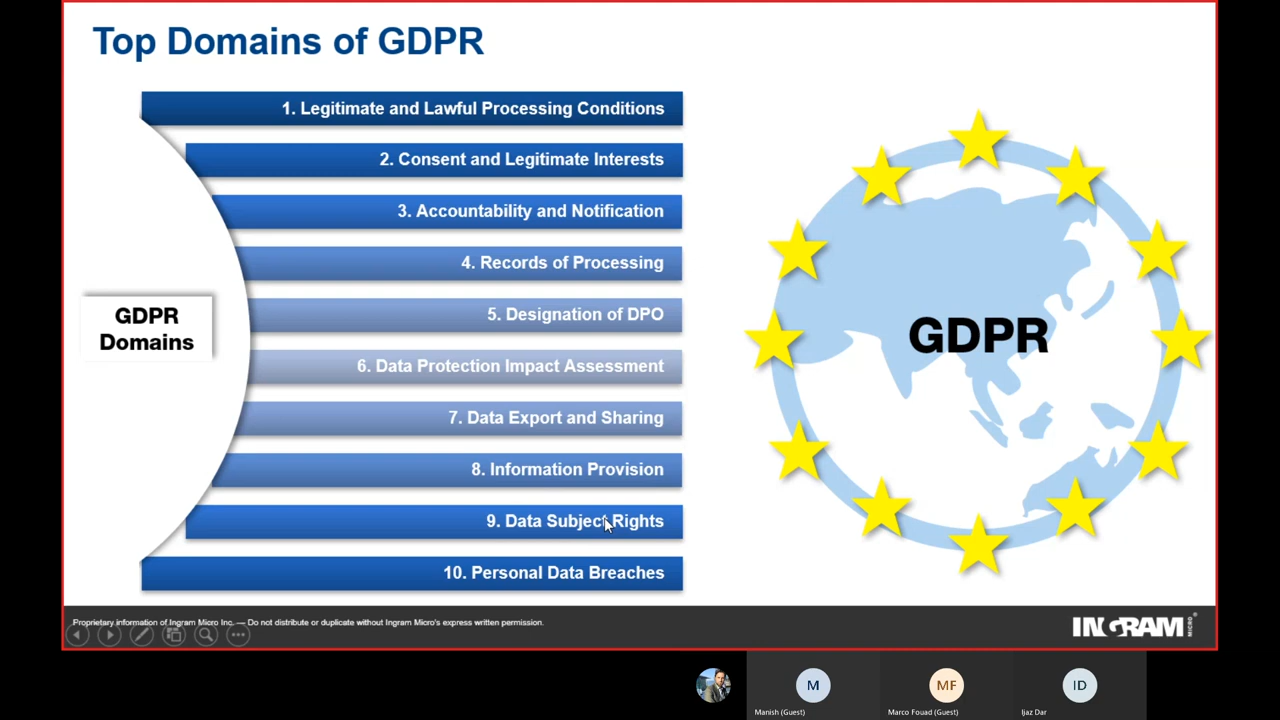 Top Domains of GDPR
1. Legitimate and Lawful Processing Conditions
2. Consent and Legitimate Interests
3. Accountability and Notification
4. Records of Processing
GDPR
Domains
5. Designation of DPO
6. Data Protection Impact Assessment
7. Data Export and Sharing
8. Information Provision
9. Data Subject Rights
10. Personal Data Breaches
GDPR
Proprietary information of Ingram Micro Inc. — Do not distribute or duplicate without Ingram Micro's express written permission.
INGRAM MICRO
M
MF
ID
Manish (Guest)
Marco Fouad (Guest)
Ijaz Dar